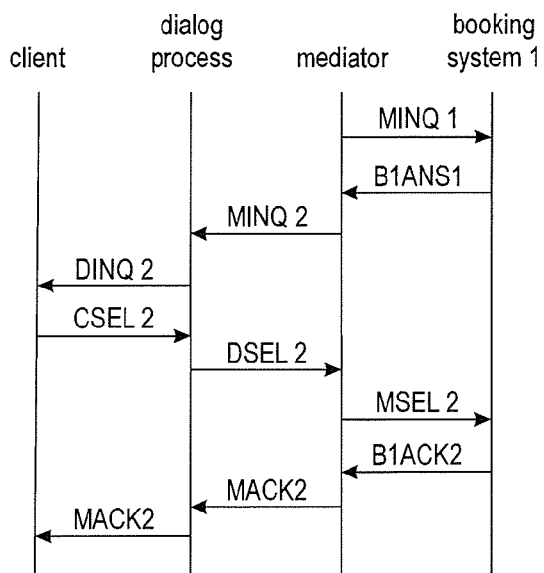 client
dialog
process
mediator
booking
system 1
MINQ 1
B1ANS1
MINQ 2
DINQ 2
CSEL 2
DSEL 2
MSEL 2
B1ACK2
MACK2
MACK2